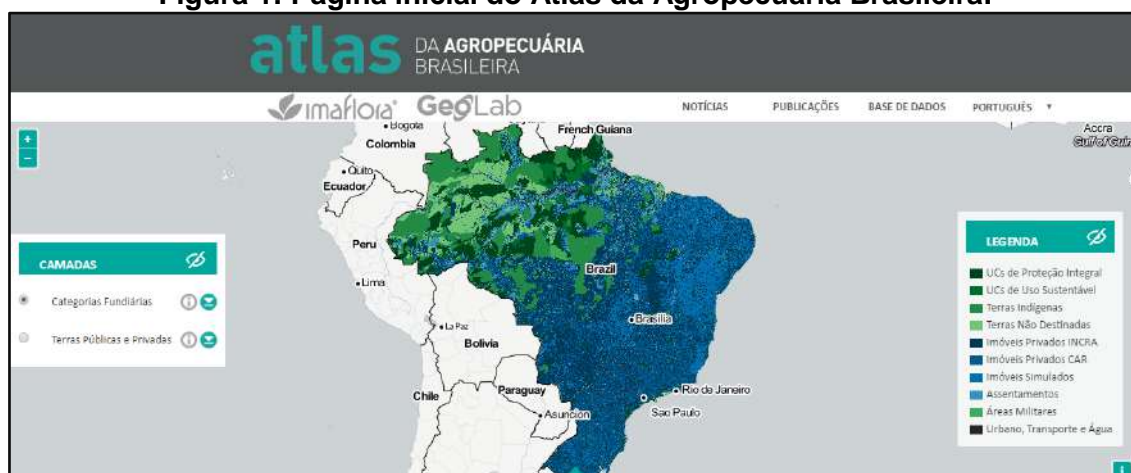 Figura 1: Página inicial do Atlas da Agropecuária Brasileira.
atlas DA AGROPECUÁRIA
BRASILEIRA
imaflora® GeoLab
NOTÍCIAS PUBLICAÇÕES BASE DE DADOS PORTUGUÊS
+
−
Bogota
Colombia
Quito
Ecuador
French Guiana
Accra
Gulf of Guin
Peru
Lima
Brazil
Brasília
La Paz
Bolivia
Chile
Paraguay
Asuncion
Rio de Janeiro
Sao Paulo
CAMADAS
Categorias Fundiárias
Terras Públicas e Privadas
LEGENDA
UCs de Proteção Integral
UCs de Uso Sustentável
Terras Indígenas
Terras Não Destinadas
Imóveis Privados INCRA
Imóveis Privados CAR
Imóveis Simulados
Assentamentos
Áreas Militares
Urbano, Transporte e Água